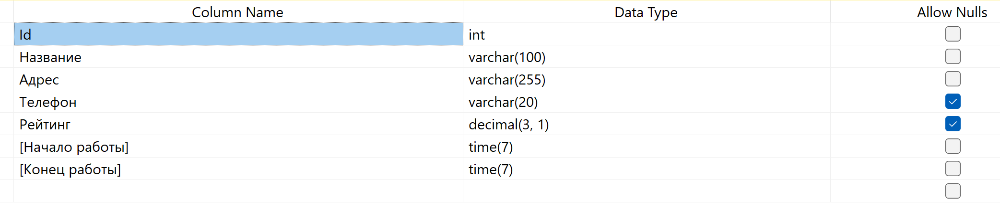 Column Name Data Type Allow Nulls
Id int
Название varchar(100)
Адрес varchar(255)
Телефон varchar(20)
Рейтинг decimal(3, 1)
[Начало работы] time(7)
[Конец работы] time(7)